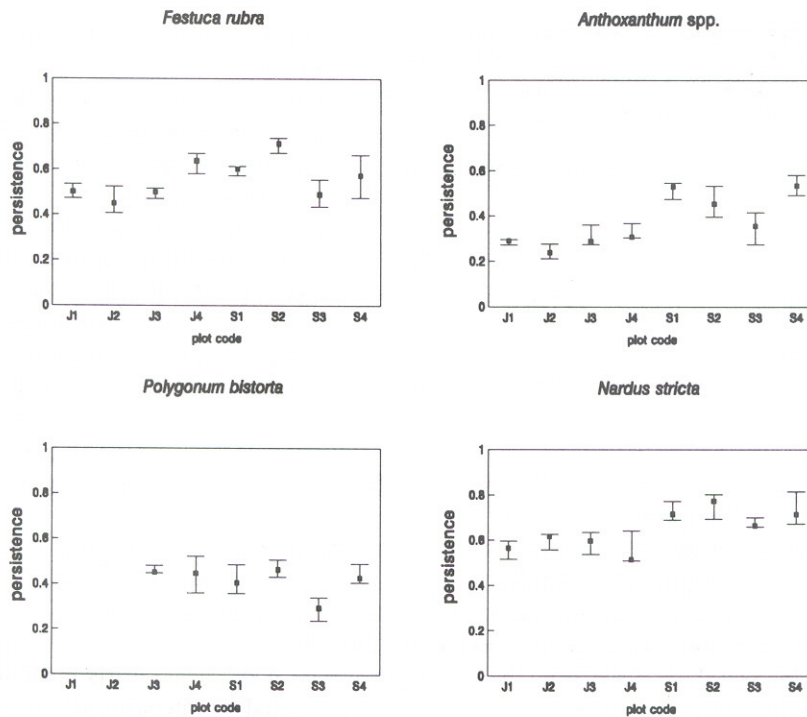 Festuca rubra
Anthoxanthum spp.
persistence
1
0.8
0.6
0.4
0.2
0
J1 J2 J3 J4 S1 S2 S3 S4
plot code
persistence
1
0.8
0.6
0.4
0.2
0
J1 J2 J3 J4 S1 S2 S3 S4
plot code
Polygonum bistorta
Nardus stricta
persistence
1
0.8
0.6
0.4
0.2
0
J1 J2 J3 J4 S1 S2 S3 S4
plot code
persistence
1
0.8
0.6
0.4
0.2
0
J1 J2 J3 J4 S1 S2 S3 S4
plot code